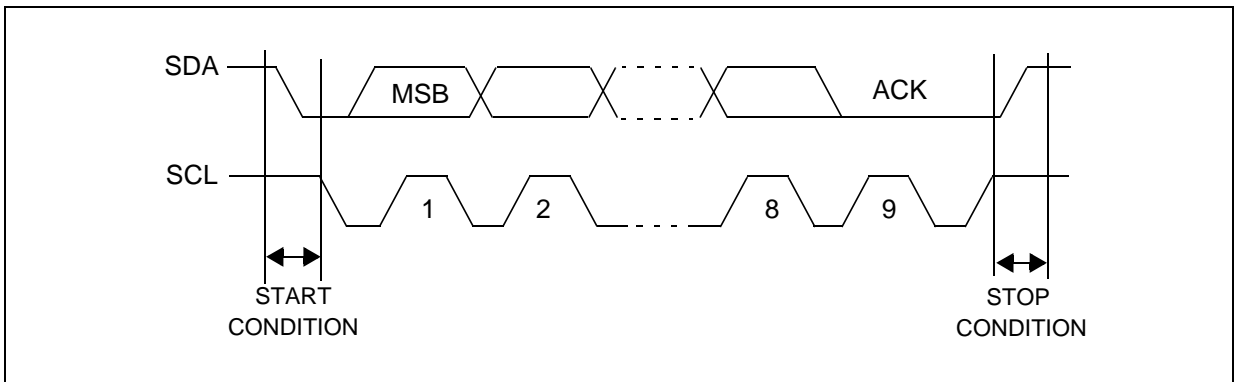 SDA
MSB
ACK
SCL
1
2
8
9
START
CONDITION
STOP
CONDITION